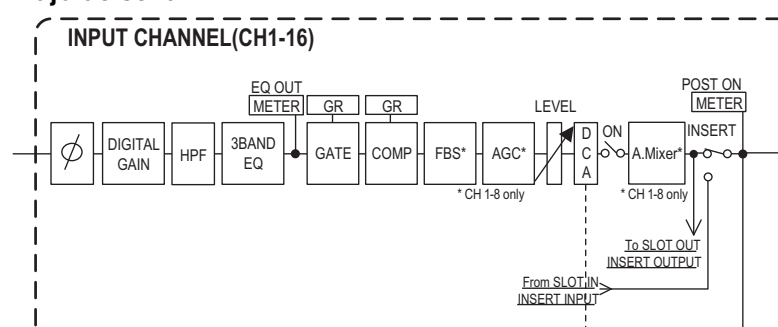 INPUT CHANNEL(CH1-16)
EQ OUT
METER
GR
GR
LEVEL
POST ON
METER
ϕ
DIGITAL
GAIN
HPF
3BAND
EQ
GATE
COMP
FBS*
AGC*
D
C
A
ON
A.Mixer*
INSERT
* CH 1-8 only
* CH 1-8 only
To SLOT OUT
INSERT OUTPUT
From SLOT IN
INSERT INPUT